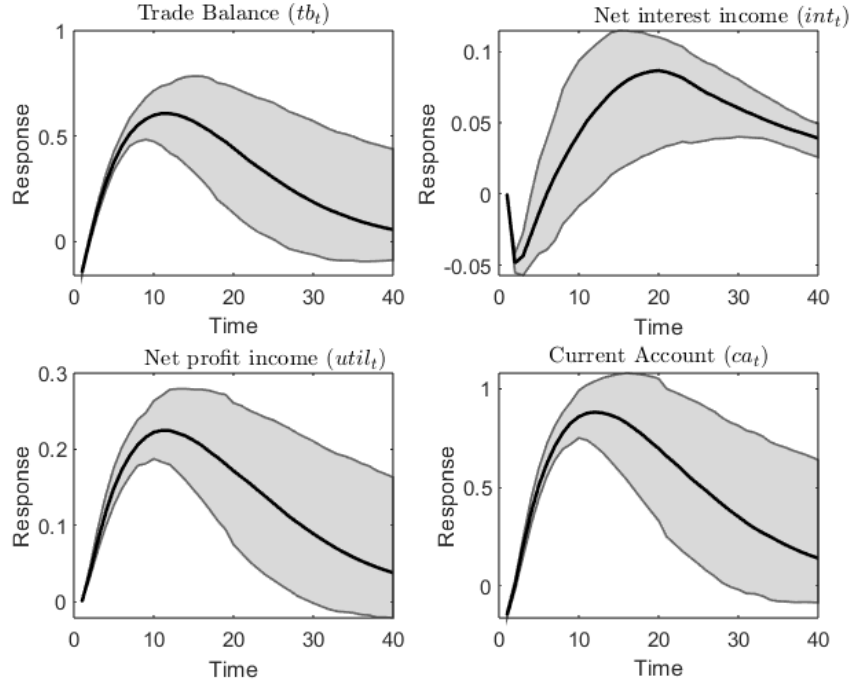 Trade Balance (tb_t)
1
0.5
0
Response
0 10 20 30 40
Time
Net interest income (int_t)
0.1
0.05
0
-0.05
Response
0 10 20 30 40
Time
Net profit income (util_t)
0.3
0.2
0.1
0
Response
0 10 20 30 40
Time
Current Account (ca_t)
1
0.5
0
Response
0 10 20 30 40
Time